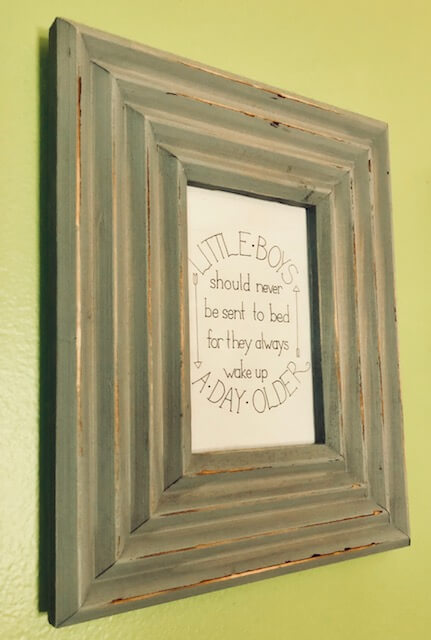 LITTLE·BOYS
should never
be sent to bed
for they always
wake up
A·DAY·OLDER